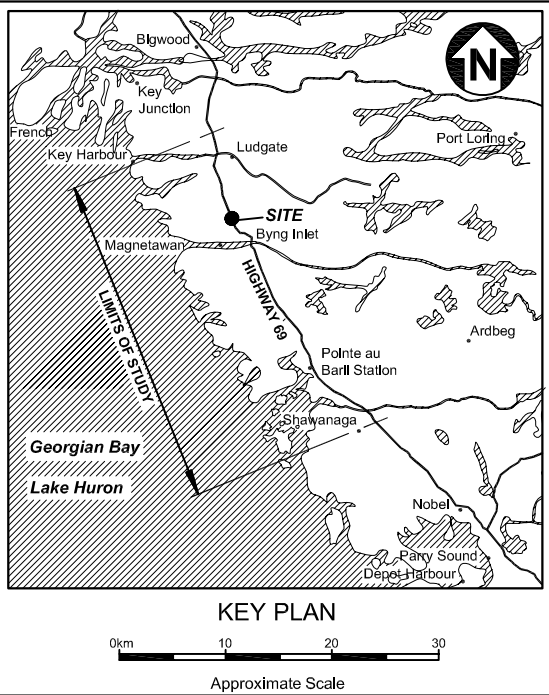 Bigwood
N
Key
Junction
French
Port Loring
Ludgate
Key Harbour
SITE
Byng Inlet
Magnetawan
LIMITS OF STUDY
HIGHWAY 69
Ardbeg
Pointe au
Baril Station
Shawanaga
Georgian Bay
Lake Huron
Nobel
Parry Sound
Depot Harbour
KEY PLAN
0km 10 20 30
Approximate Scale